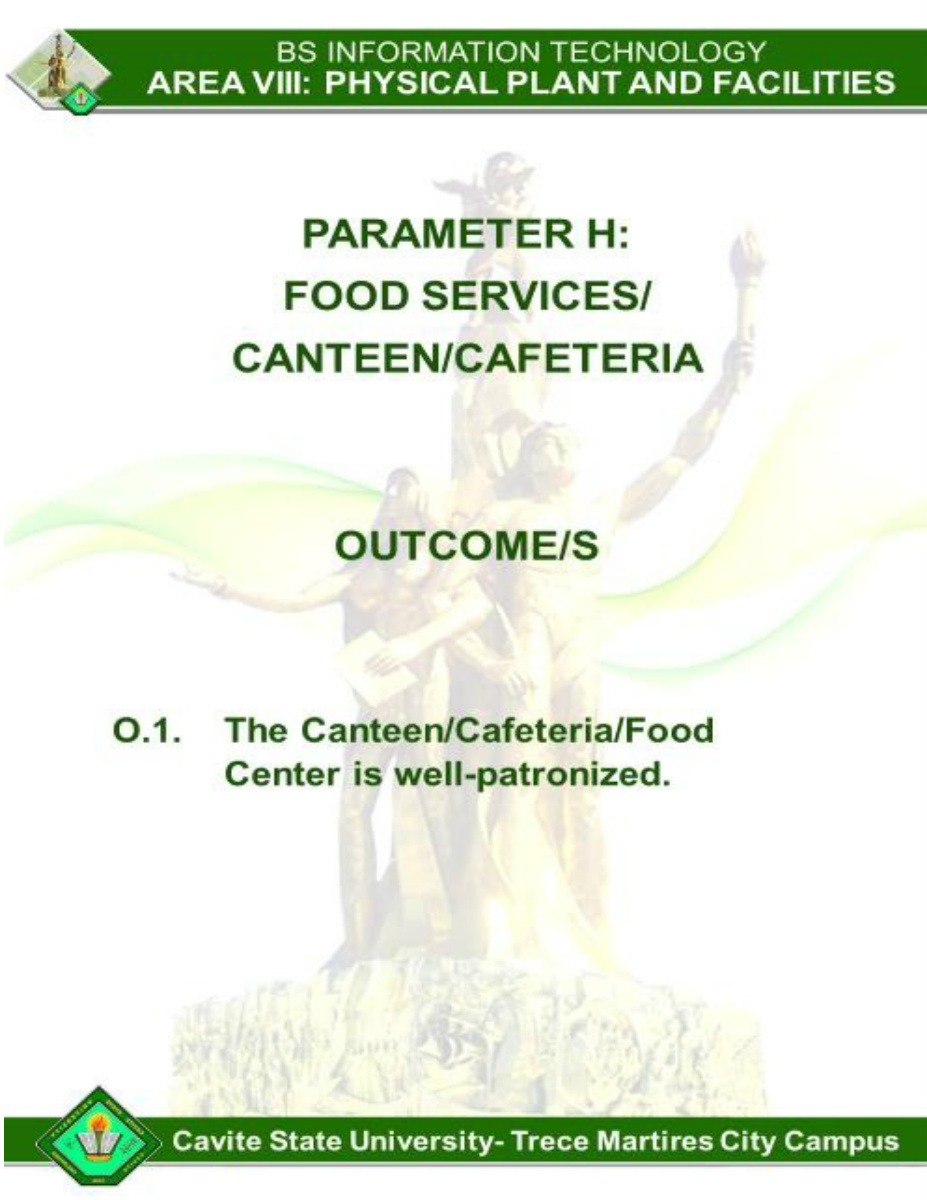 BS INFORMATION TECHNOLOGY
AREA VIII: PHYSICAL PLANT AND FACILITIES
PARAMETER H:
FOOD SERVICES/
CANTEEN/CAFETERIA
OUTCOME/S
O.1. The Canteen/Cafeteria/Food
Center is well-patronized.
Cavite State University- Trece Martires City Campus